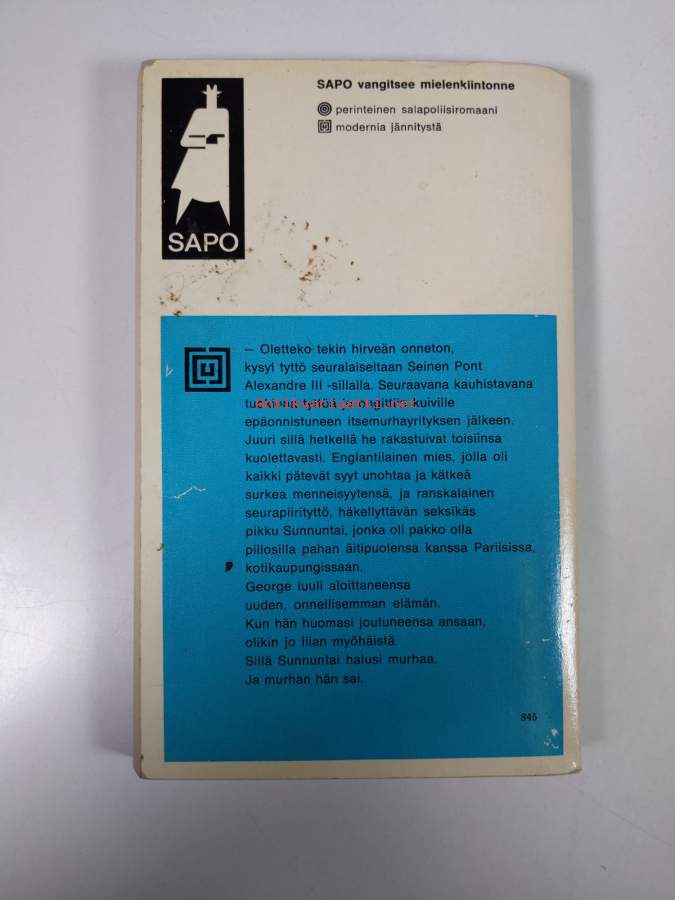 SAPO vangitsee mielenkiintonne
perinteinen salapoliisiromaani
modernia jännitystä
SAPO
— Oletteko tekin hirveän onneton,
kysyi tyttö seuralaiseltaan Seinen Pont
Alexandre III -sillalla. Seuraavana kauhistavana
kuiville
epäonnistuneen itsemurhayrityksen jälkeen.
Juuri sillä hetkellä he rakastuivat toisiinsa
kuolettavasti. Englantilainen mies, jolla oli
kaikki pätevät syyt unohtaa ja kätkeä
surkea menneisyytensä, ja ranskalainen
seurapiirityttö, häkellyttävän seksikäs
pikku Sunnuntai, jonka oli pakko olla
piilosilla pahan äitipuolensa kanssa Pariisissa,
kotikaupungissaan.
George luuli aloittaneensa
uuden, onnellisemman elämän.
Kun hän huomasi joutuneensa ansaan,
olikin jo liian myöhäistä.
Sillä Sunnuntai halusi murhaa.
Ja murhan hän sai.
845